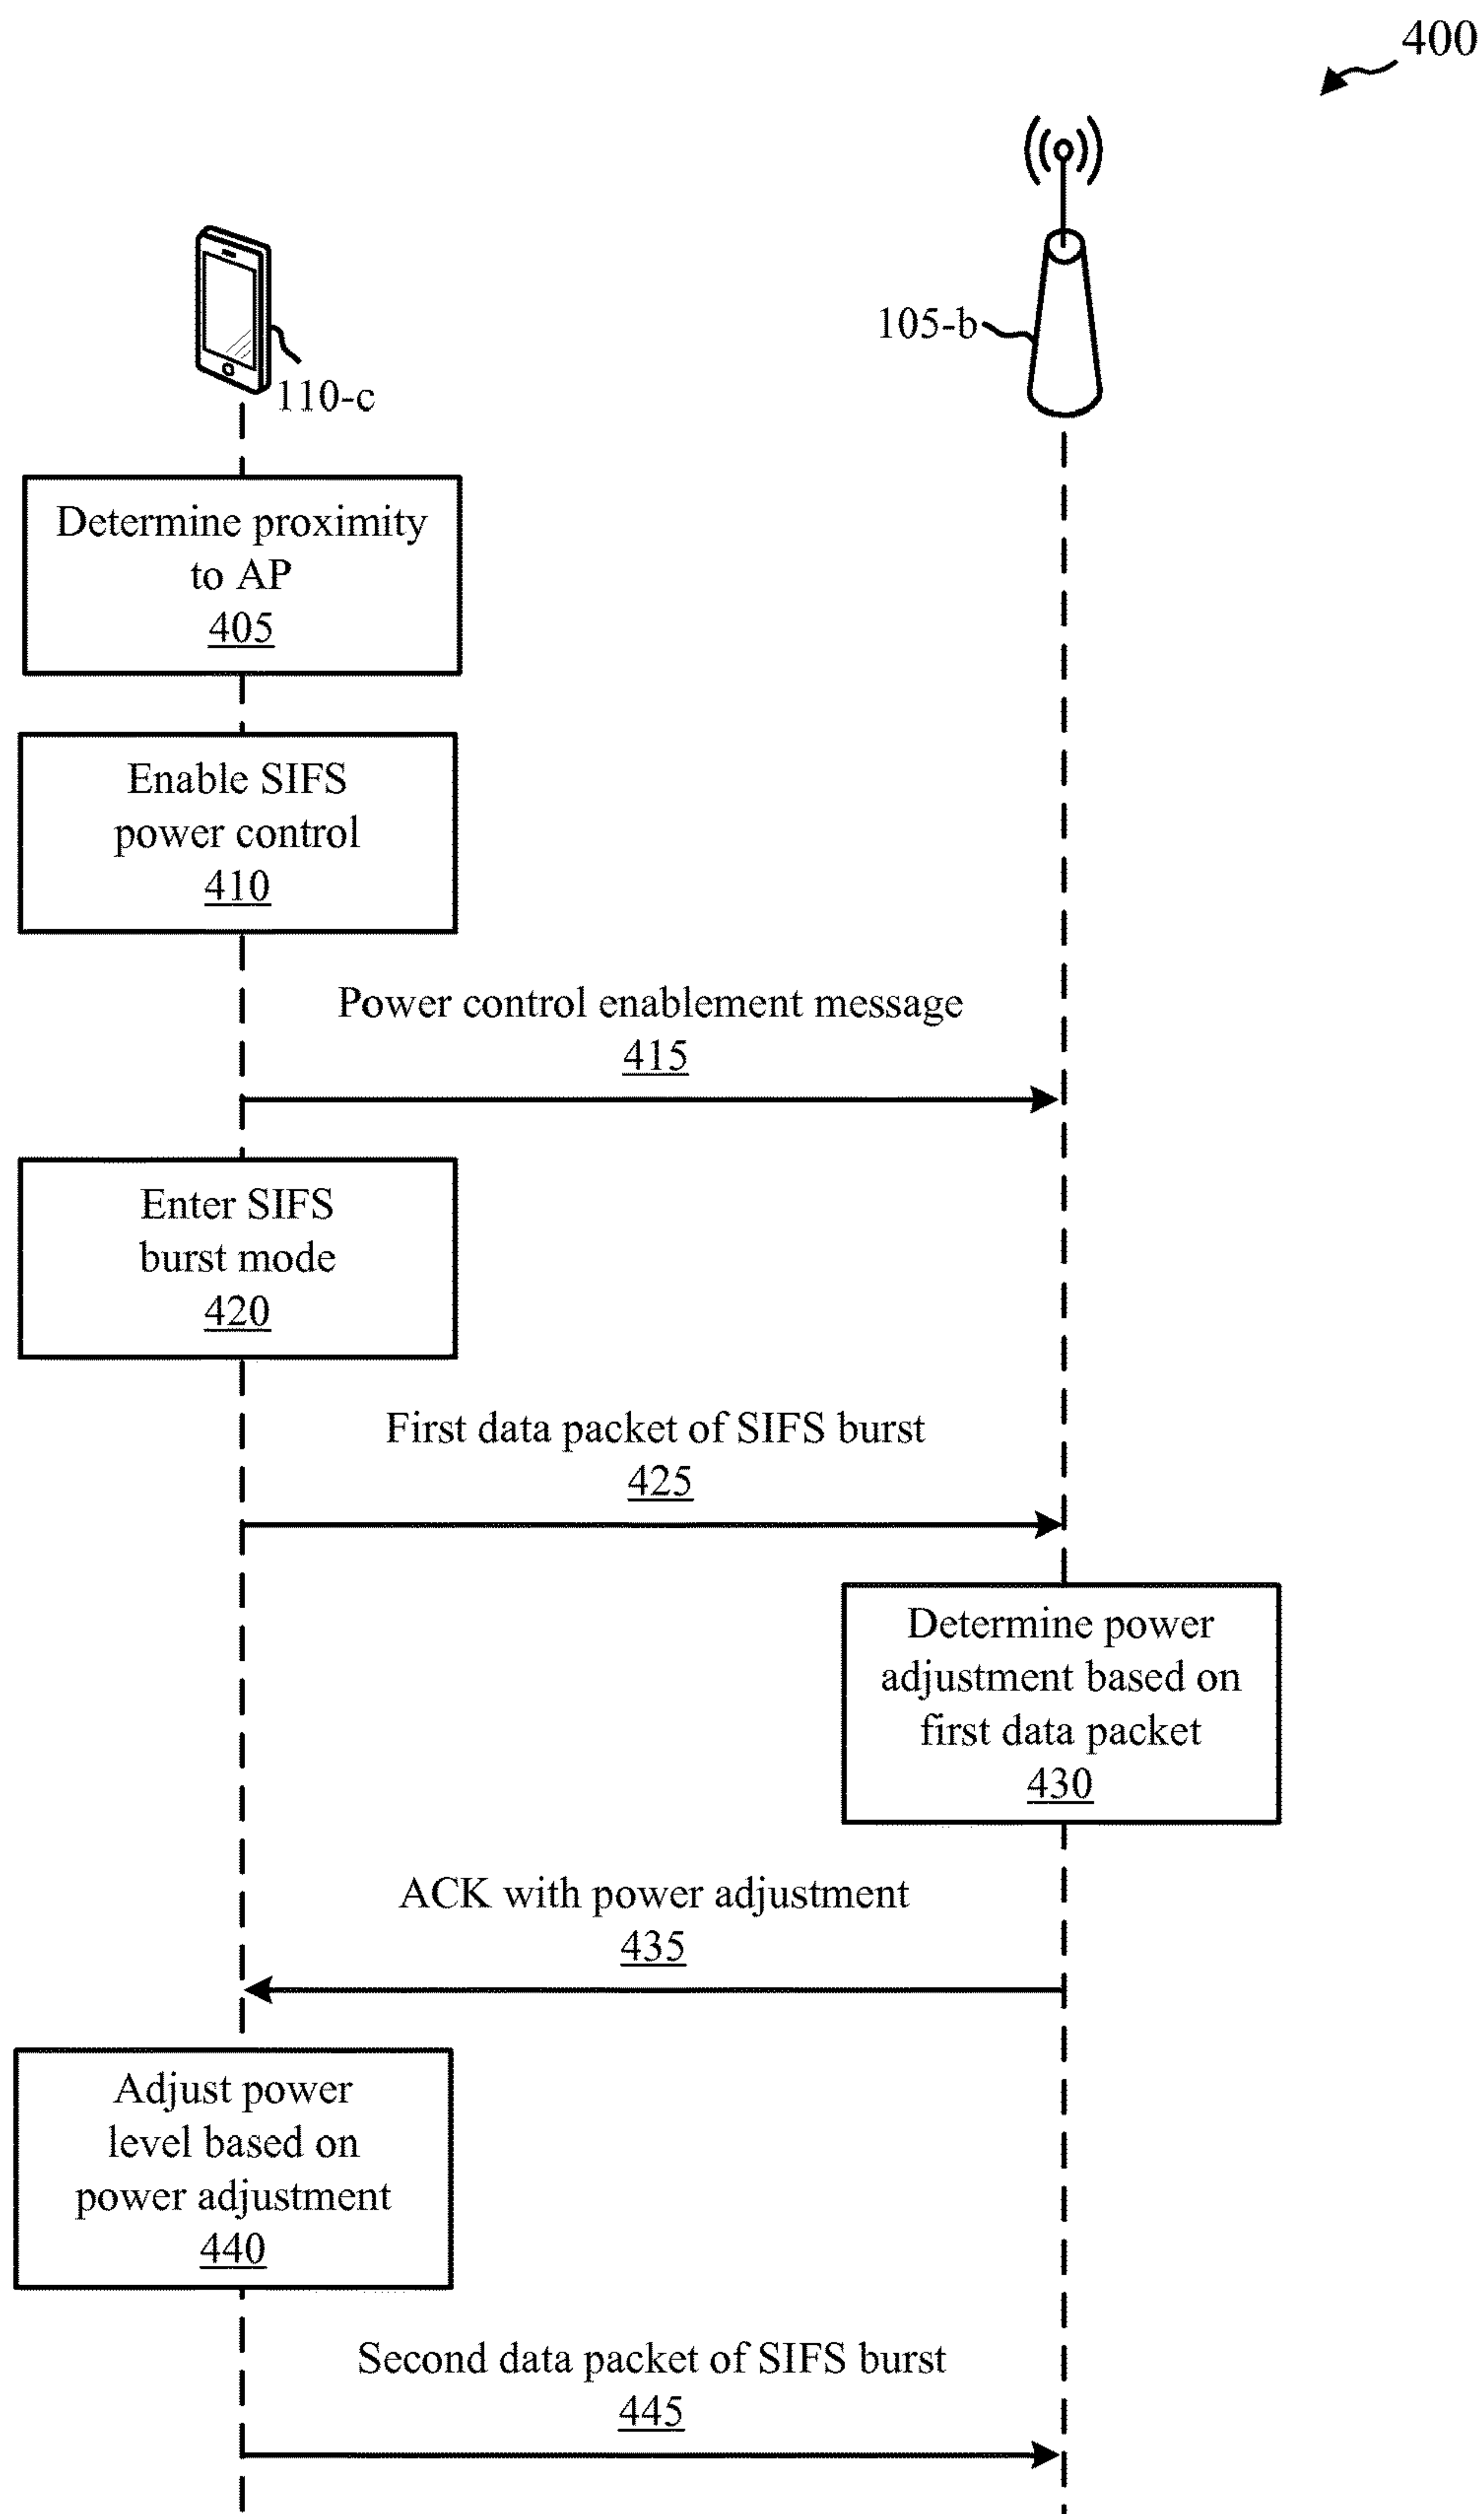 400
105-b
110-c
Determine proximity
to AP
405
Enable SIFS
power control
410
Power control enablement message
415
Enter SIFS
burst mode
420
First data packet of SIFS burst
425
Determine power
adjustment based on
first data packet
430
ACK with power adjustment
435
Adjust power
level based on
power adjustment
440
Second data packet of SIFS burst
445